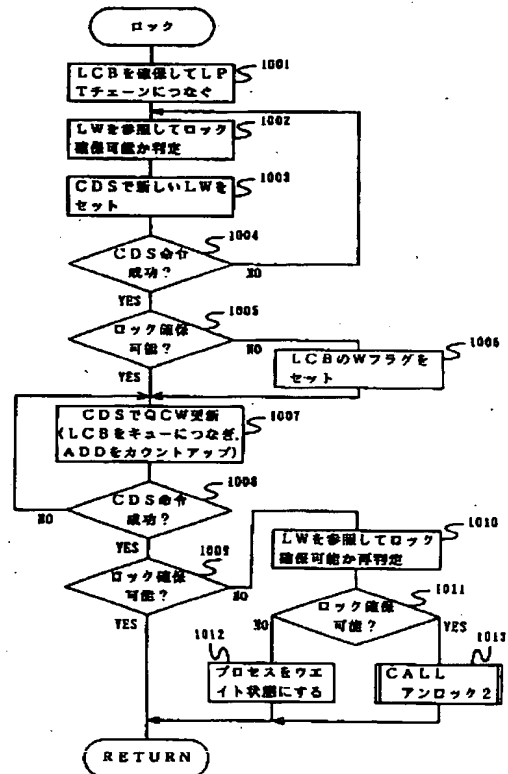 ロック
1001
LCBを確保してLP
Tチェーンにつなぐ
1002
LWを参照してロック
確保可能か判定
1003
CDSで新しいLWを
セット
1004
CDS命令
成功？
NO
YES
1005
ロック確保
可能？
NO
YES
1006
LCBのWフラグを
セット
1007
CDSでQCW更新
(LCBをキューにつなぎ,
ADDをカウントアップ)
1008
CDS命令
成功？
NO
YES
1009
ロック確保
可能？
NO
YES
1010
LWを参照してロック
確保可能か再判定
1011
ロック確保
可能？
NO
YES
1012
プロセスをウエ
イト状態にする
1013
CALL
アンロック2
RETURN